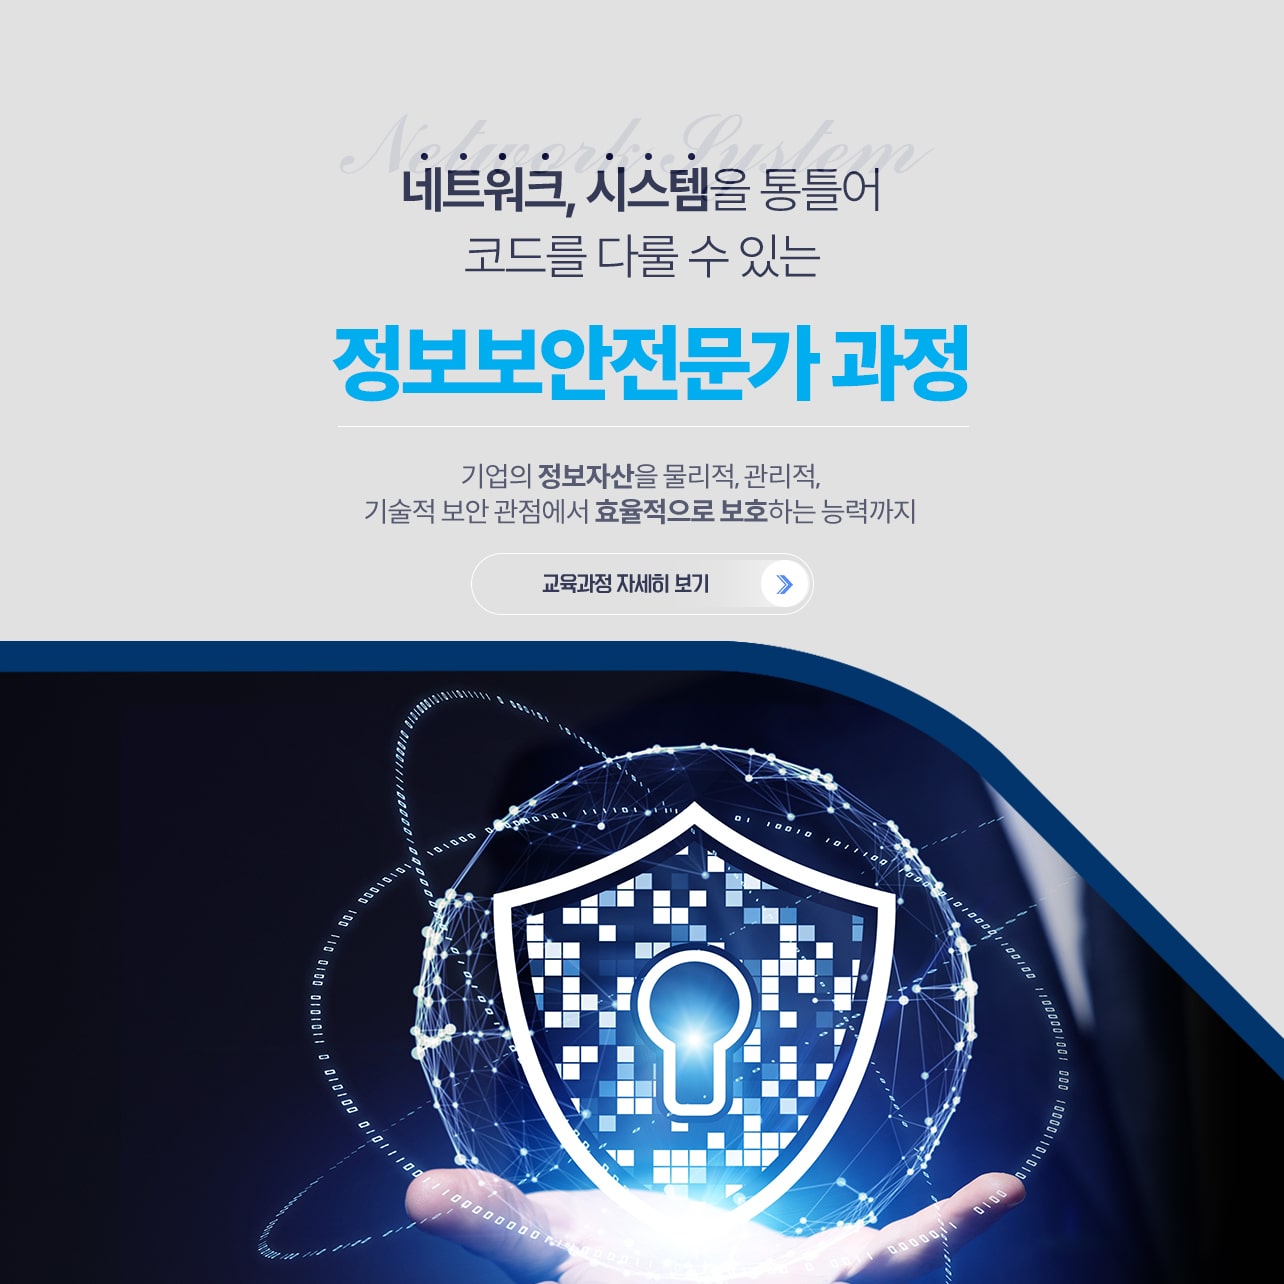 Network System
네트워크, 시스템을 통틀어
코드를 다룰 수 있는
정보보안전문가 과정
기업의 정보자산을 물리적, 관리적,
기술적 보안 관점에서 효율적으로 보호하는 능력까지
교육과정 자세히 보기